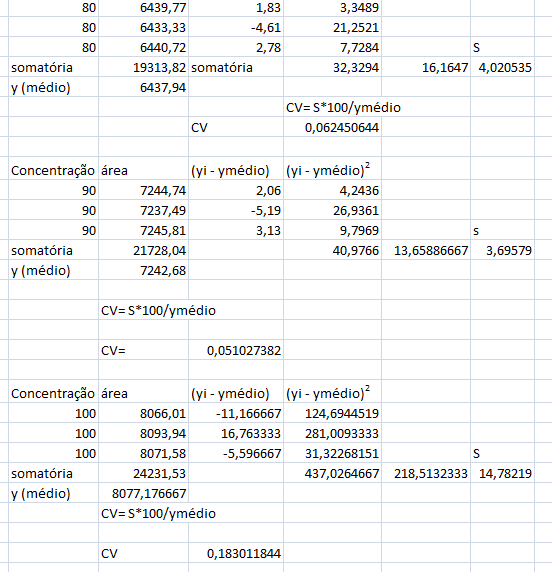 80 6439,77 1,83 3,3489
80 6433,33 -4,61 21,2521
80 6440,72 2,78 7,7284 S
somatória 19313,82 somatória 32,3294 16,1647 4,020535
y (médio) 6437,94
CV= S*100/ymédio
CV 0,062450644
Concentração área (yi - ymédio) (yi - ymédio)²
90 7244,74 2,06 4,2436
90 7237,49 -5,19 26,9361
90 7245,81 3,13 9,7969 s
somatória 21728,04 40,9766 13,65886667 3,69579
y (médio) 7242,68
CV= S*100/ymédio
CV= 0,051027382
Concentração área (yi - ymédio) (yi - ymédio)²
100 8066,01 -11,166667 124,6944519
100 8093,94 16,763333 281,0093333
100 8071,58 -5,596667 31,32268151 S
somatória 24231,53 437,0264667 218,5132333 14,78219
y (médio) 8077,176667
CV= S*100/ymédio
CV 0,183011844